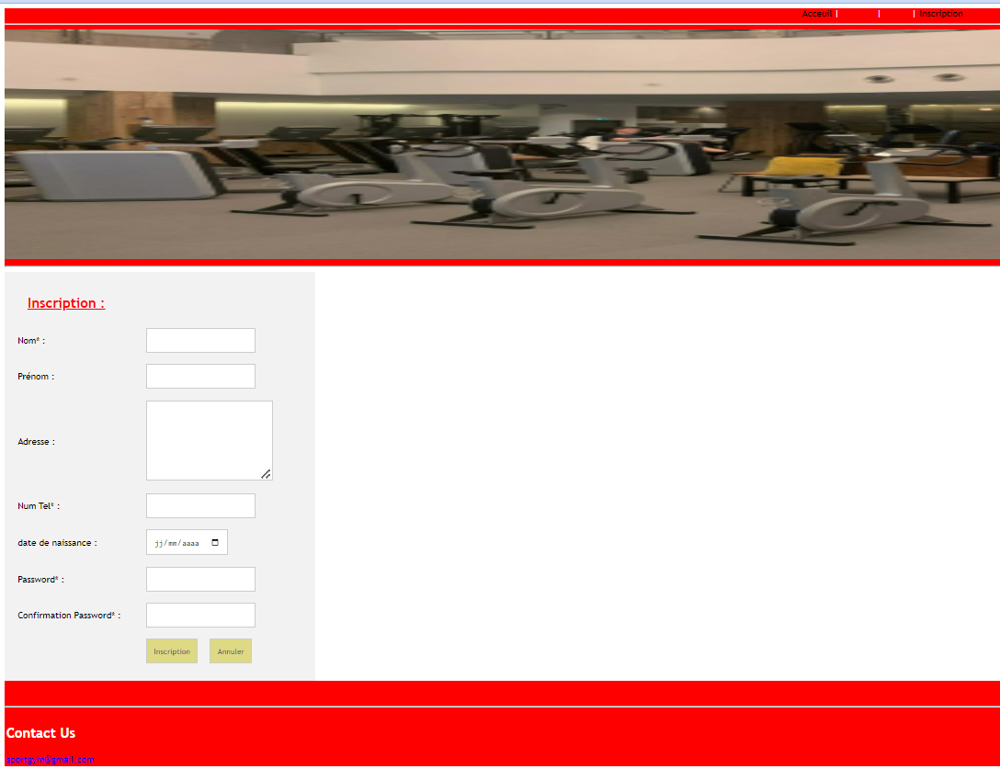 Acceuil | | | Inscription
Inscription :
Nom* :
Prénom :
Adresse :
Num Tel* :
date de naissance : jj/mm/aaaa
Password* :
Confirmation Password* :
Inscription Annuler
Contact Us
sportgym@gmail.com